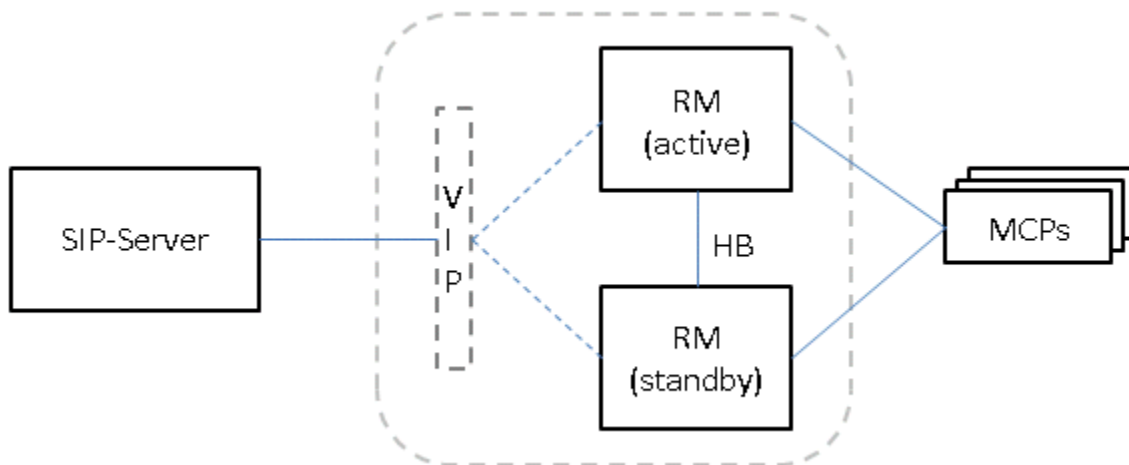 SIP-Server
V
I
P
RM
(active)
HB
RM
(standby)
MCPs